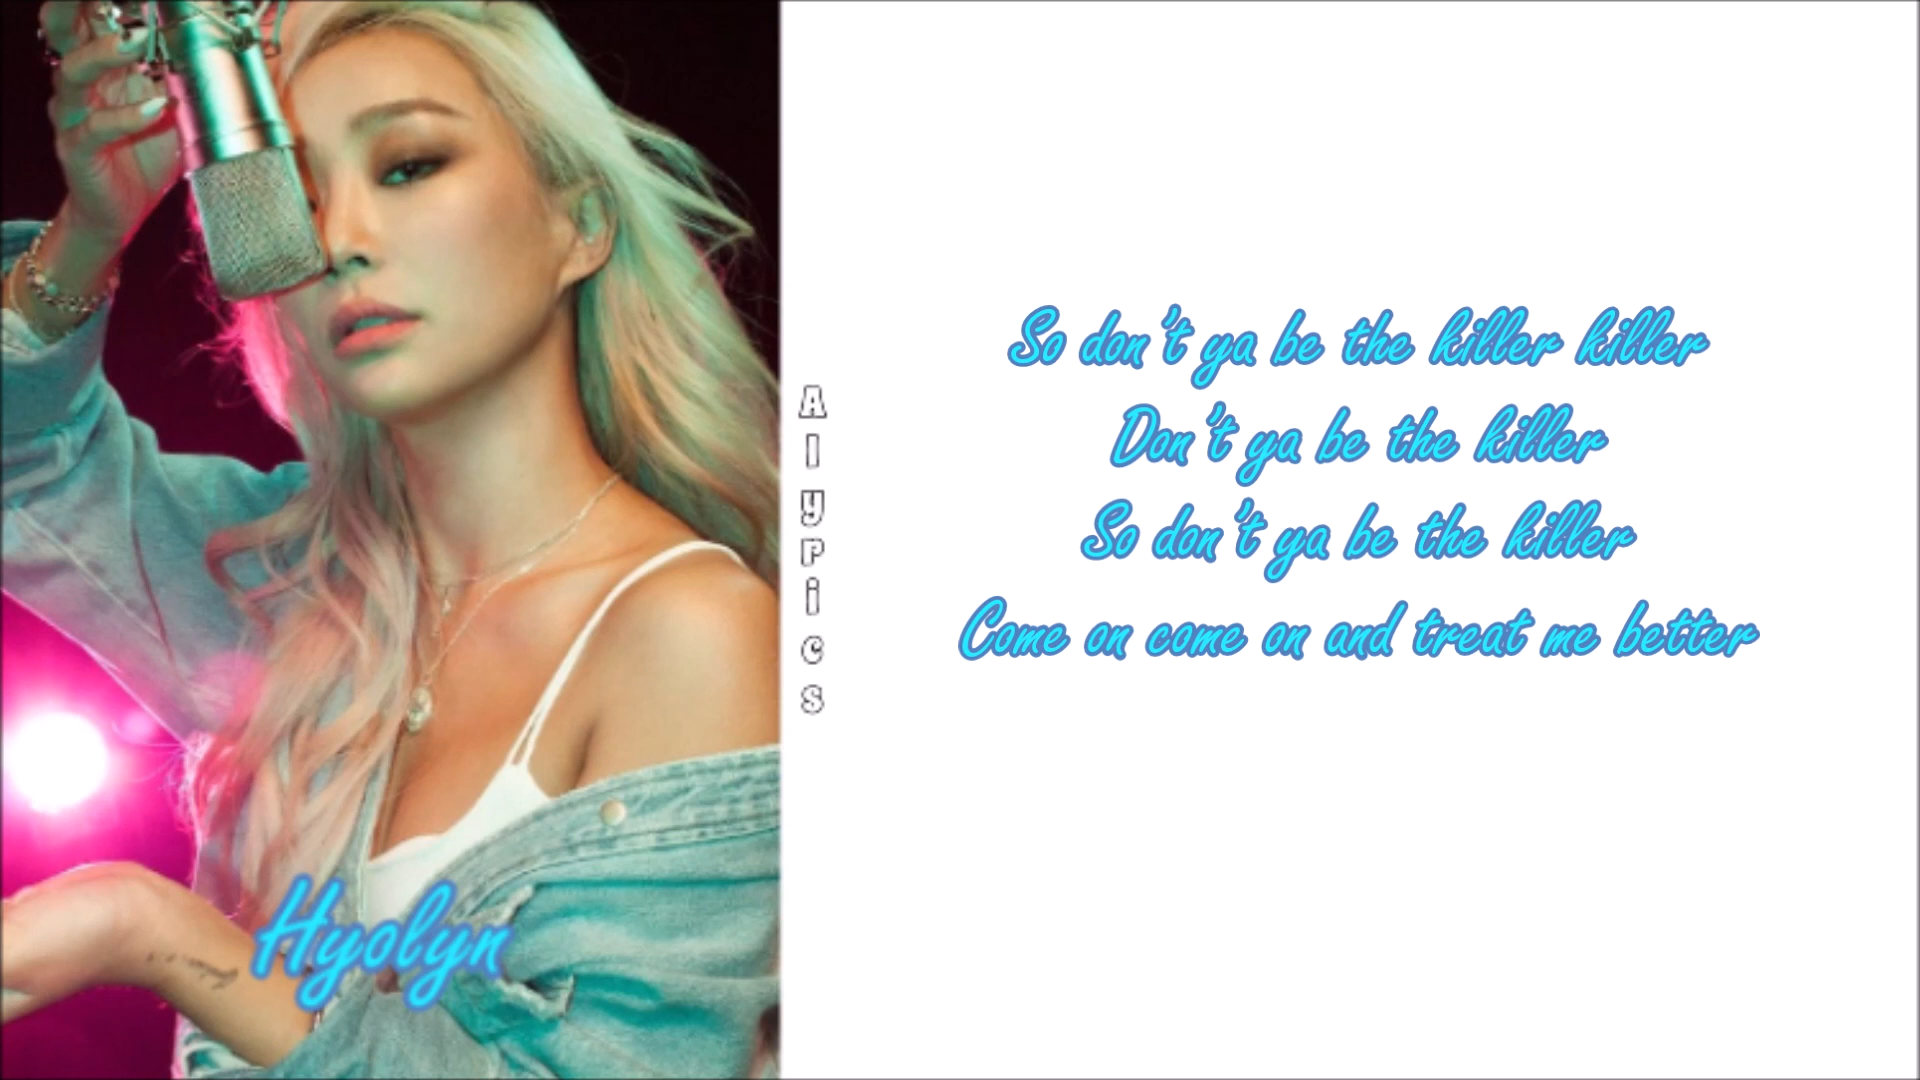 Hyolyn
Alypics
So don't ya be the killer killer
Don't ya be the killer
So don't ya be the killer
Come on come on and treat me better